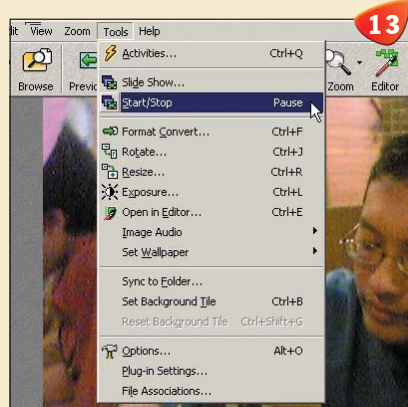 13
dit View Zoom Tools Help
Browse Previ Zoom Editor
Activities... Ctrl+Q
Slide Show...
Start/Stop Pause
Format Convert... Ctrl+F
Rotate... Ctrl+J
Resize... Ctrl+R
Exposure... Ctrl+L
Open in Editor... Ctrl+E
Image Audio
Set Wallpaper
Sync to Folder...
Set Background Tile Ctrl+B
Reset Background Tile Ctrl+Shift+G
Options... Alt+O
Plug-in Settings...
File Associations...